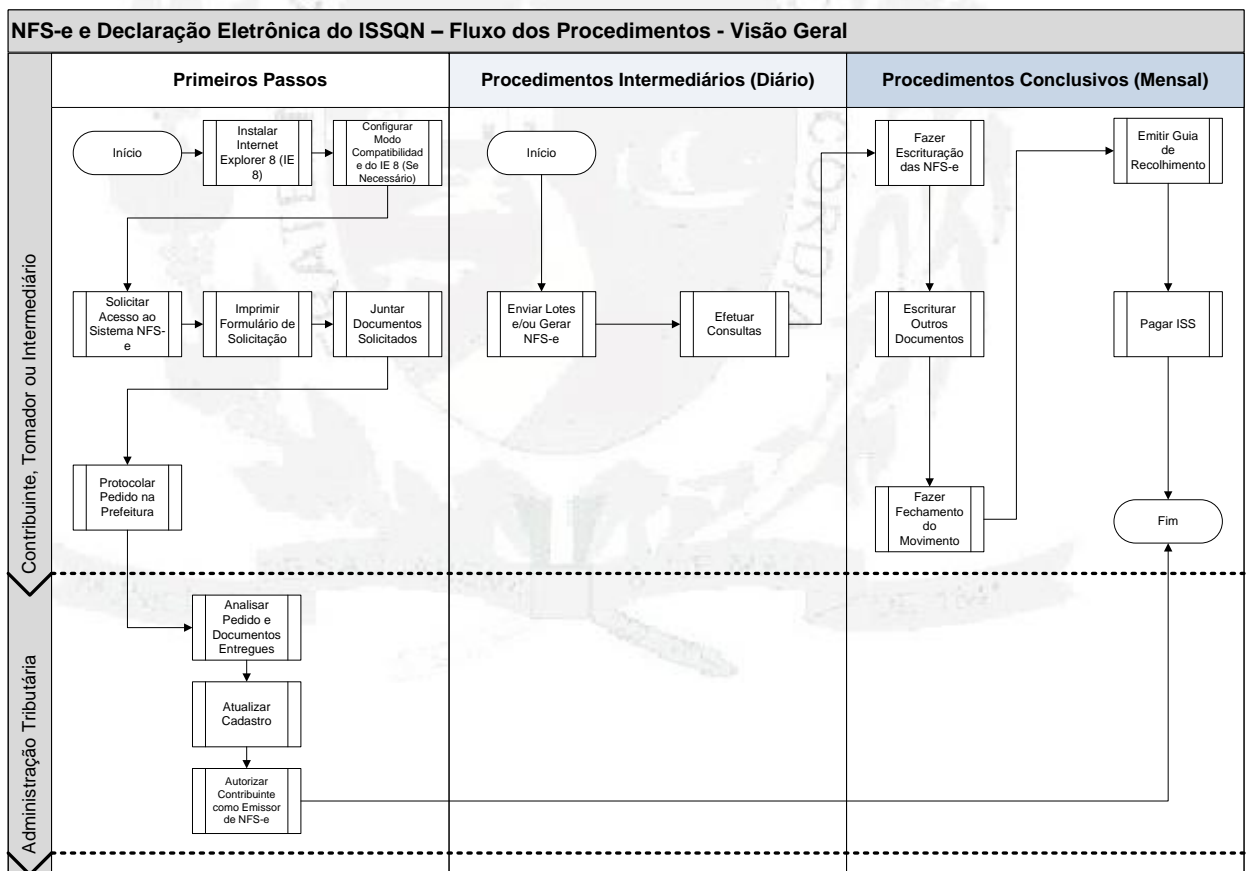 NFS-e e Declaração Eletrônica do ISSQN – Fluxo dos Procedimentos - Visão Geral
Primeiros Passos
Procedimentos Intermediários (Diário)
Procedimentos Conclusivos (Mensal)
Contribuinte, Tomador ou Intermediário
Início
Instalar
Internet
Explorer 8 (IE
8)
Configurar
Modo
Compatibilidad
e do IE 8 (Se
Necessário)
Solicitar
Acesso ao
Sistema NFS-
e
Imprimir
Formulário de
Solicitação
Juntar
Documentos
Solicitados
Protocolar
Pedido na
Prefeitura
Início
Enviar Lotes
e/ou Gerar
NFS-e
Efetuar
Consultas
Fazer
Escrituração
das NFS-e
Escriturar
Outros
Documentos
Fazer
Fechamento
do
Movimento
Emitir Guia
de
Recolhimento
Pagar ISS
Fim
Administração Tributária
Analisar
Pedido e
Documentos
Entregues
Atualizar
Cadastro
Autorizar
Contribuinte
como Emissor
de NFS-e